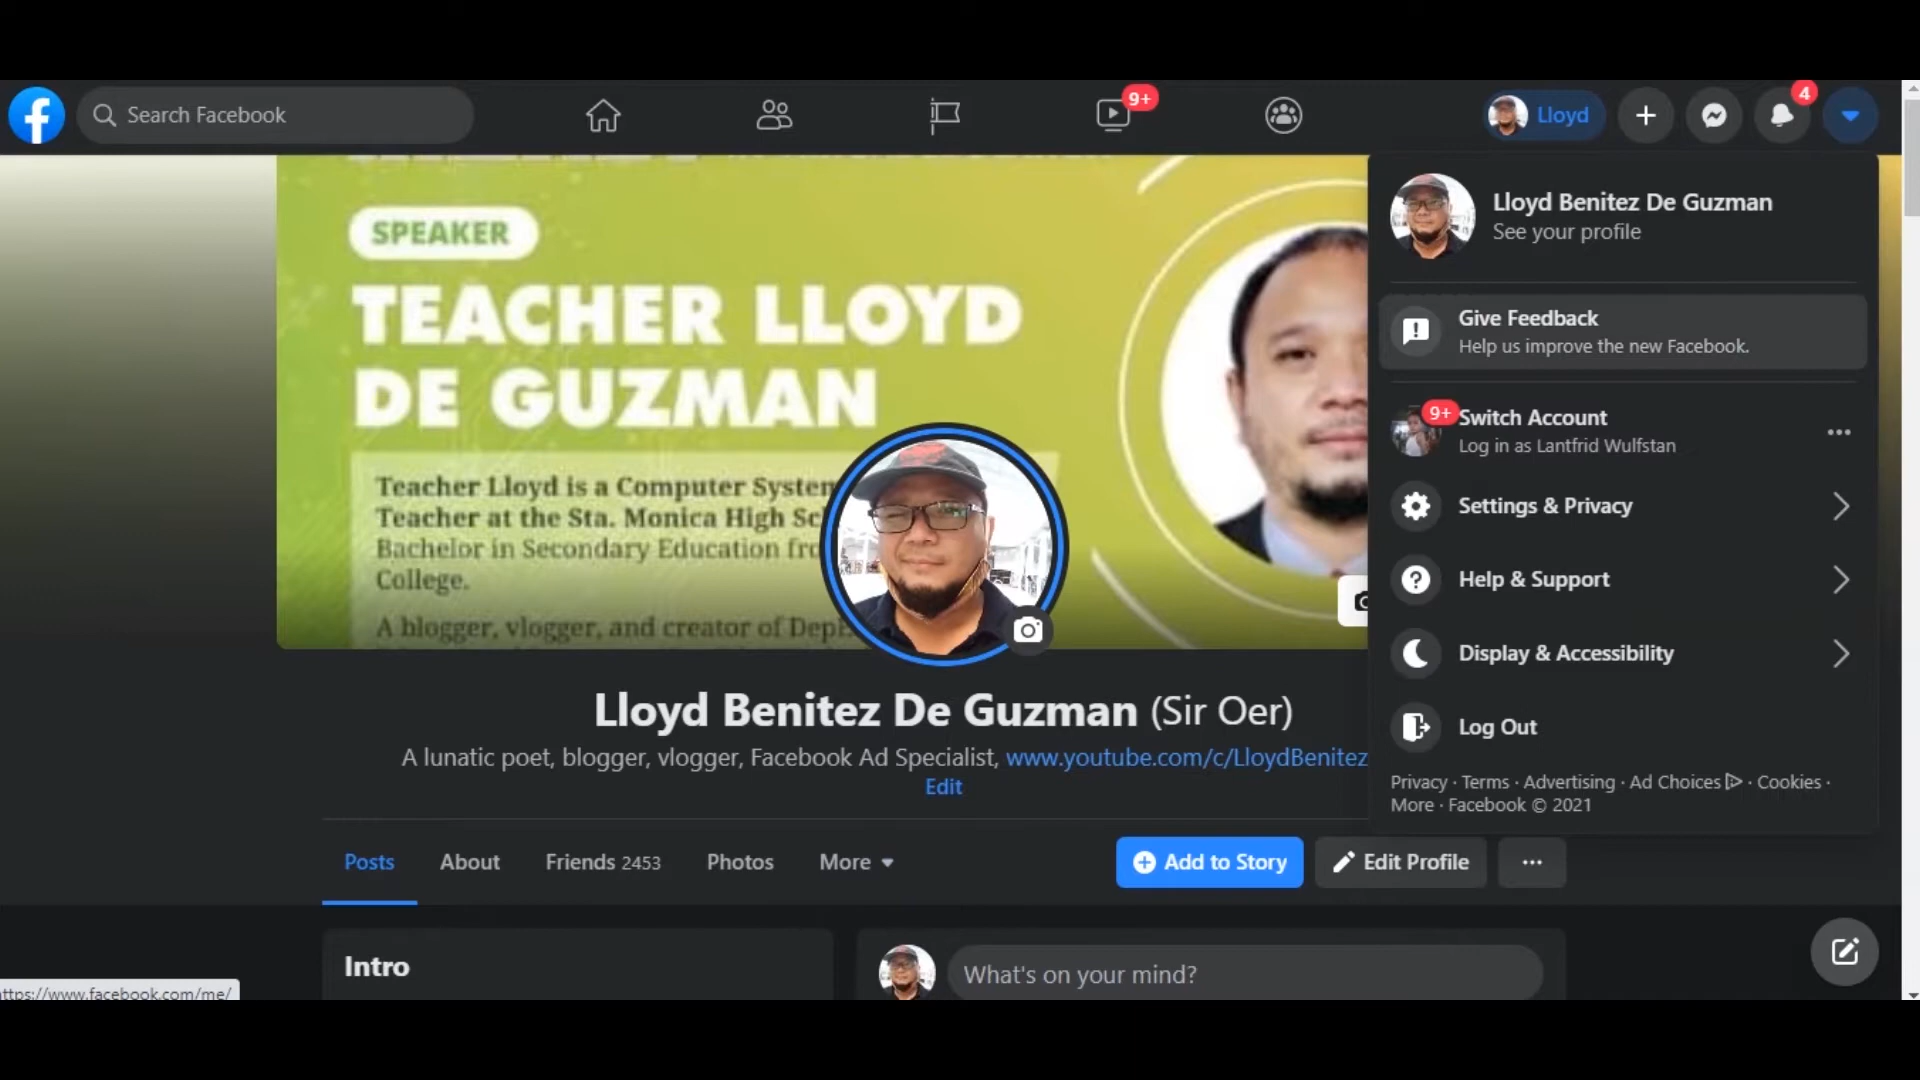 Search Facebook
9+
Lloyd
4
SPEAKER
TEACHER LLOYD
DE GUZMAN
Teacher Lloyd is a Computer System
Teacher at the Sta. Monica High
Bachelor in Secondary Education
College.
A blogger, vlogger, and creator of
Lloyd Benitez De Guzman (Sir Oer)
A lunatic poet, blogger, vlogger, Facebook Ad Specialist, www.youtube.com/c/LloydBenitez
Edit
Posts
About
Friends 2453
Photos
More
Add to Story
Edit Profile
Intro
What's on your mind?
Lloyd Benitez De Guzman
See your profile
Give Feedback
Help us improve the new Facebook.
9+
Switch Account
Log in as Lantfrid Wulfstan
Settings & Privacy
Help & Support
Display & Accessibility
Log Out
Privacy · Terms · Advertising · Ad Choices · Cookies ·
More · Facebook © 2021
ttps://www.facebook.com/me/